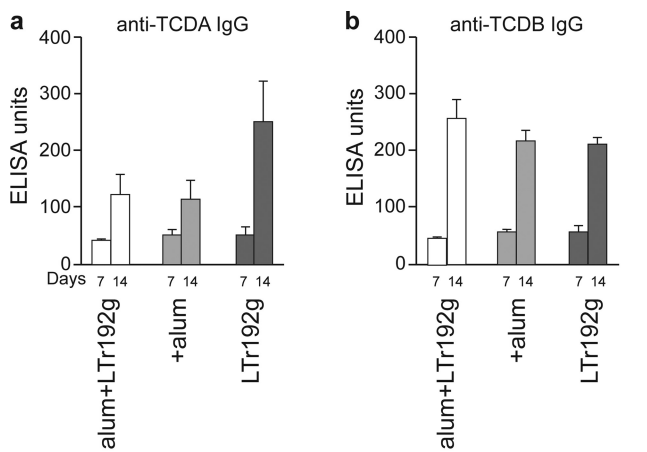 a
anti-TCDA IgG
ELISA units
400
300
200
100
0
Days
7 14 7 14 7 14
alum+LTr192g
+alum
LTr192g
b
anti-TCDB IgG
ELISA units
400
300
200
100
0
7 14 7 14 7 14
alum+LTr192g
+alum
LTr192g